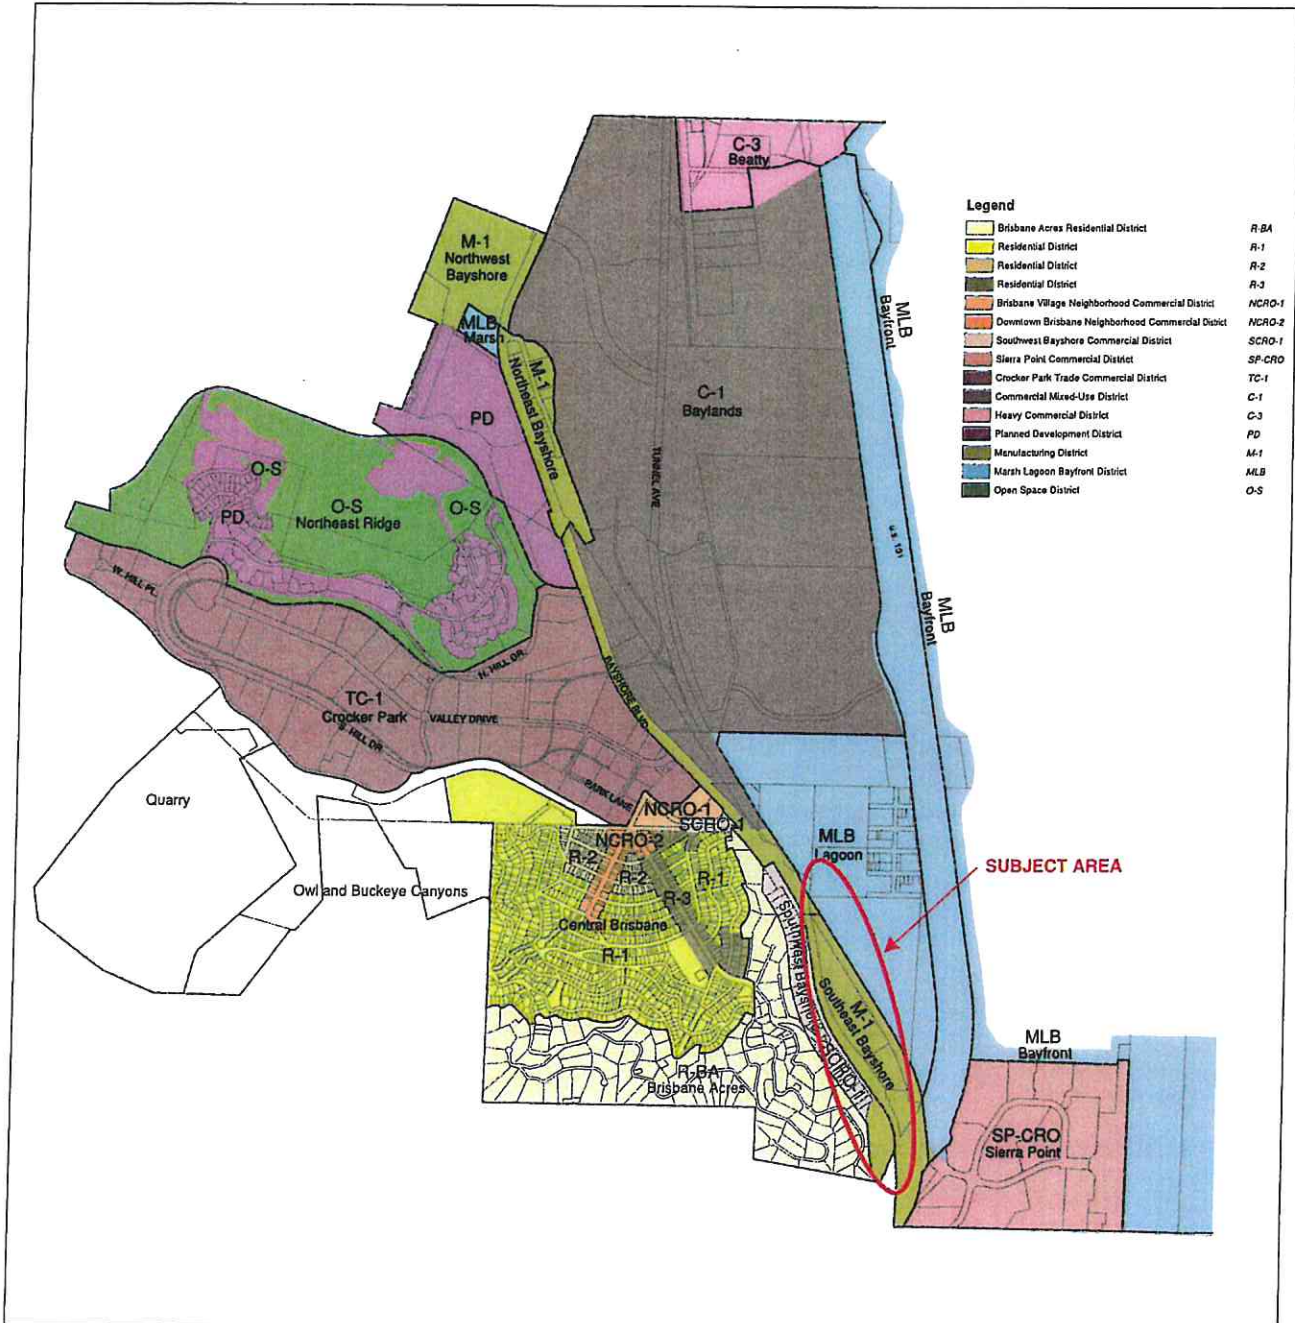 C-3
Beatty
Legend
Brisbane Acres Residential District R-BA
Residential District R-1
Residential District R-2
Residential District R-3
Brisbane Village Neighborhood Commercial District NCRO-1
Downtown Brisbane Neighborhood Commercial District NCRO-2
Southwest Bayshore Commercial District SCRO-1
Sierra Point Commercial District SP-CRO
Crocker Park Trade Commercial District TC-1
Commercial Mixed-Use District C-1
Heavy Commercial District C-3
Planned Development District PD
Manufacturing District M-1
Marsh Lagoon Bayfront District MLB
Open Space District O-S
M-1
Northwest
Bayshore
MLB
Marsh
MLB
Bayfront
M-1
Northeast Bayshore
C-1
Baylands
PD
TUNNEL AVE
O-S
O-S
Northeast Ridge
O-S
PD
U.S. 101
W. HILL PL.
MLB
Bayfront
N. HILL DR.
BAYSHORE BLVD.
TC-1
Crocker Park
VALLEY DRIVE
S. HILL DR
PARK LANE
Quarry
NCRO-1
SCRO-1
NCRO-2
MLB
Lagoon
SUBJECT AREA
R-2
R-2
R-1
R-3
Owl and Buckeye Canyons
Central Brisbane
R-1
Southwest Bayshore SCRO-1
M-1
Southeast Bayshore
MLB
Bayfront
R-BA
Brisbane Acres
SP-CRO
Sierra Point